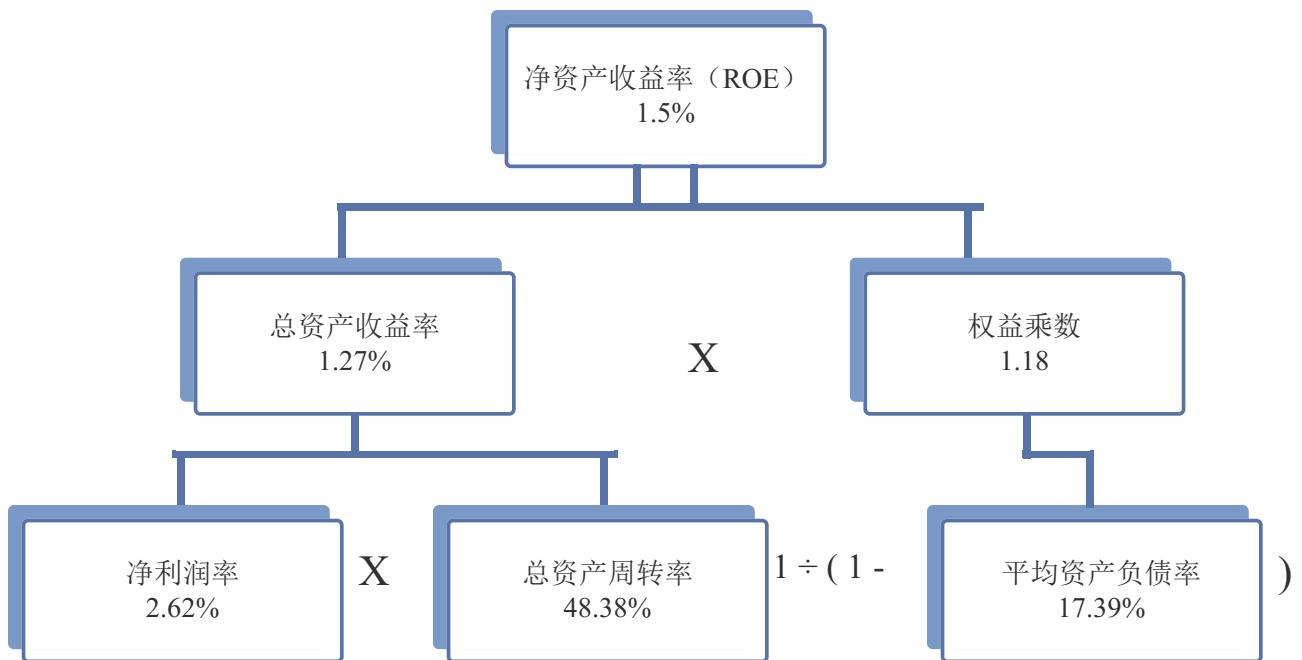 净资产收益率（ROE）
1.5%
总资产收益率
1.27%
X
权益乘数
1.18
净利润率
2.62%
X
总资产周转率
48.38%
1 ÷ ( 1 -
平均资产负债率
17.39%
)